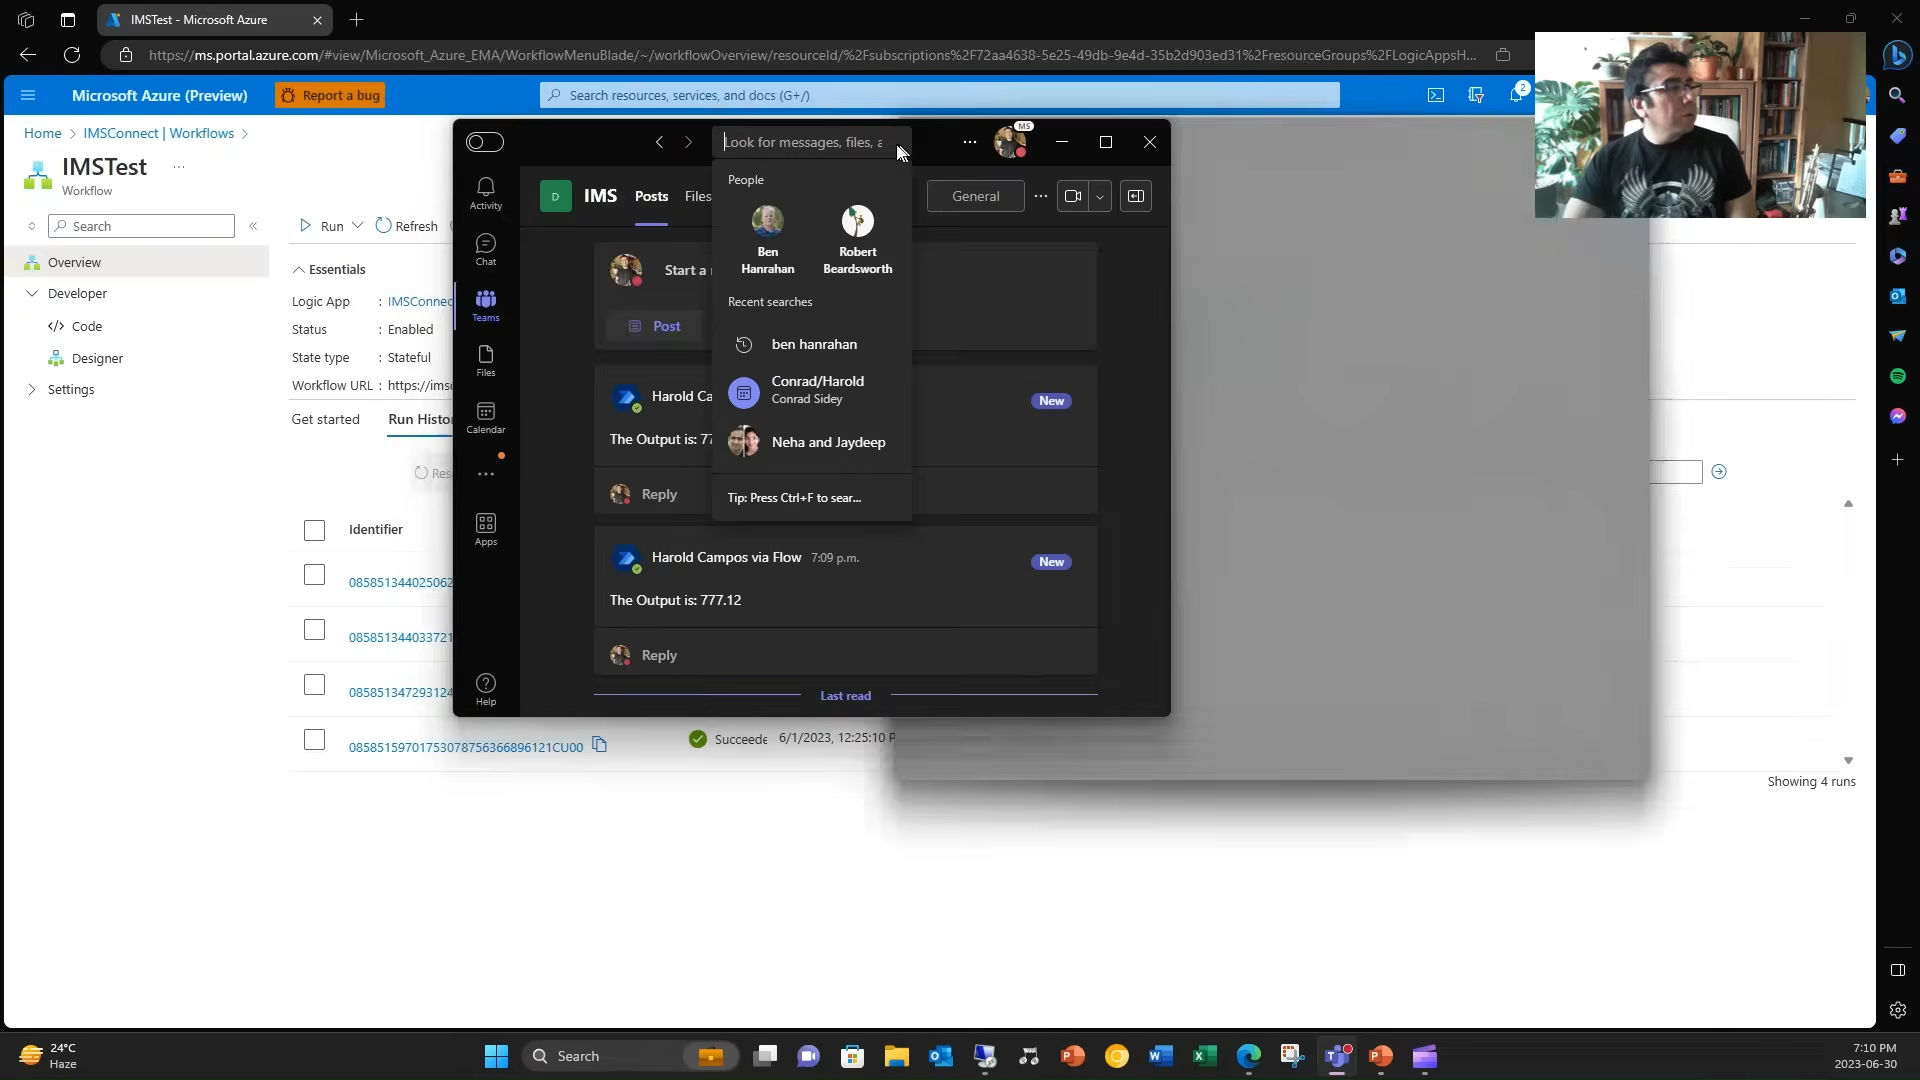 IMSTest - Microsoft Azure
https://ms.portal.azure.com/#view/Microsoft_Azure_EMA/WorkflowMenuBlade/~/workflowOverview/resourceId/%2Fsubscriptions%2F72aa4638-5e25-49db-9e4d-35b2d903ed31%2FresourceGroups%2FLogicAppsH...
Microsoft Azure (Preview)
Report a bug
Search resources, services, and docs (G+/)
2
Home > IMSConnect | Workflows >
IMSTest
Workflow
Search
Overview
Developer
Code
Designer
Settings
Run
Refresh
Essentials
Logic App : IMSConnec
Status : Enabled
State type : Stateful
Workflow URL : https://ims
Get started
Run Histo
Res
Identifier
085851344025062
085851344033721
085851347293124
08585159701753078756366896121CU00
Succeede
6/1/2023, 12:25:10 P
Showing 4 runs
Look for messages, files, a
MS
Activity
Chat
Teams
Files
Calendar
Apps
Help
D
IMS
Posts
Files
General
People
Ben
Hanrahan
Robert
Beardsworth
Recent searches
ben hanrahan
Conrad/Harold
Conrad Sidey
Neha and Jaydeep
Tip: Press Ctrl+F to sear...
Start a
Post
Harold Ca
New
The Output is: 77
Reply
Harold Campos via Flow 7:09 p.m.
New
The Output is: 777.12
Reply
Last read
24°C
Haze
Search
7:10 PM
2023-06-30